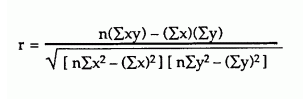 r = n(Σxy) – (Σx)(Σy)
√[ nΣx² – (Σx)² ] [ nΣy² – (Σy)² ]